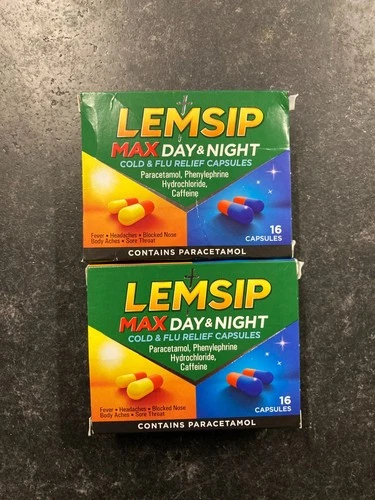 LEMSIP
MAX DAY & NIGHT
COLD & FLU RELIEF CAPSULES
Paracetamol, Phenylephrine
Hydrochloride,
Caffeine
Fever • Headaches • Blocked Nose
Body Aches • Sore Throat
16
CAPSULES
CONTAINS PARACETAMOL
LEMSIP
MAX DAY & NIGHT
COLD & FLU RELIEF CAPSULES
Paracetamol, Phenylephrine
Hydrochloride,
Caffeine
Fever • Headaches • Blocked Nose
Body Aches • Sore Throat
16
CAPSULES
CONTAINS PARACETAMOL